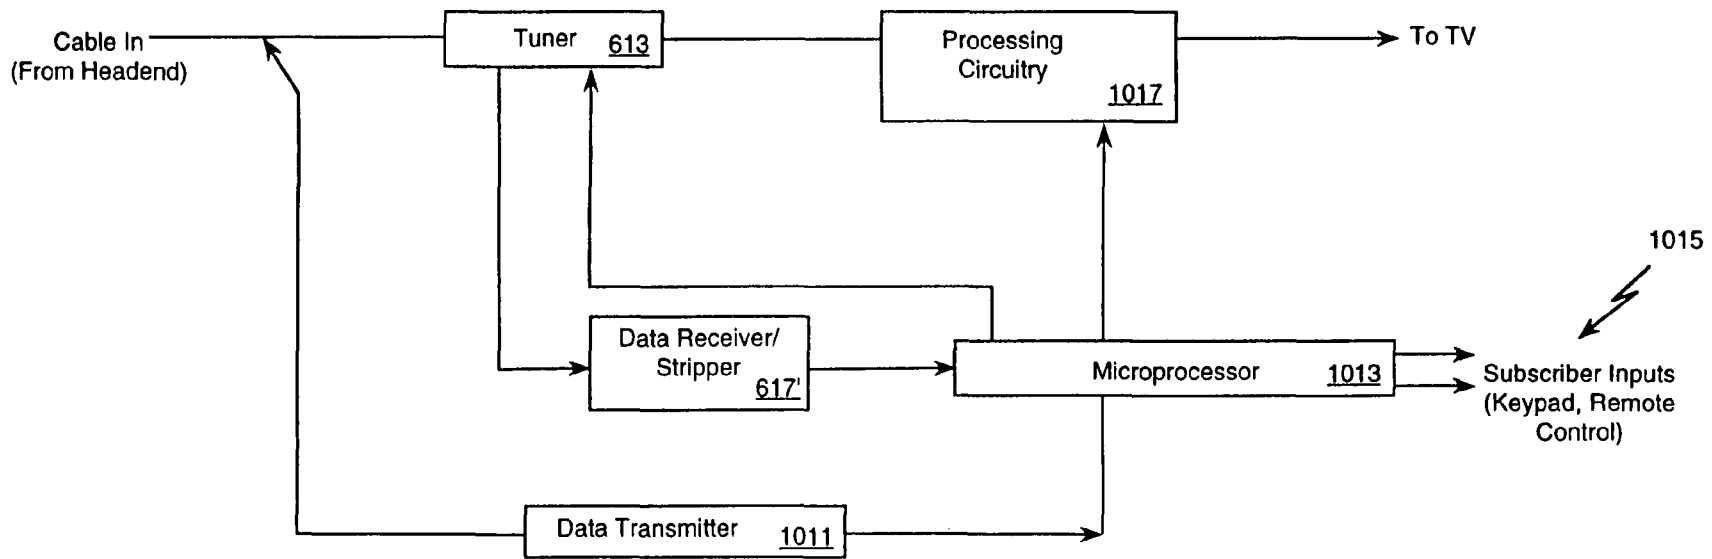 Cable In
(From Headend)
Tuner
613
Processing
Circuitry
1017
To TV
1015
Data Receiver/
Stripper
617'
Microprocessor
1013
Subscriber Inputs
(Keypad, Remote
Control)
Data Transmitter
1011